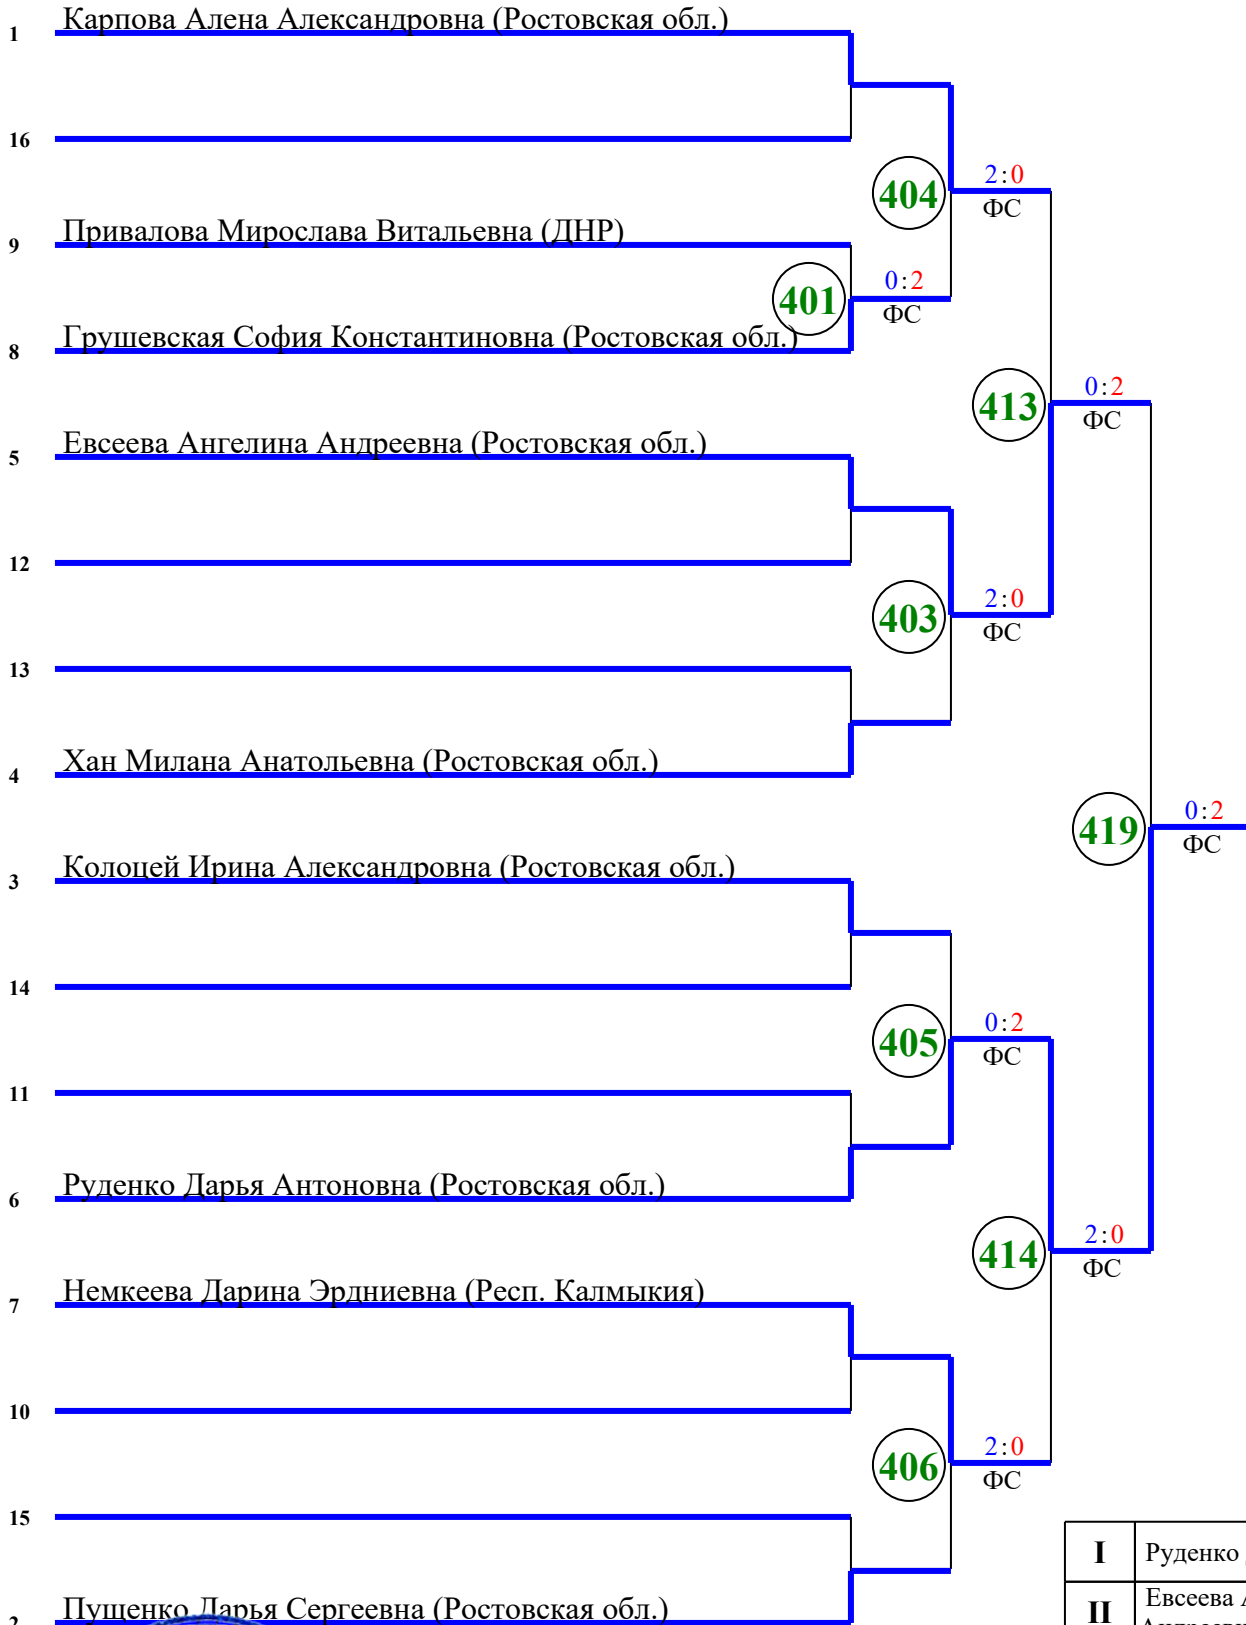 Карпова Алена Александровна (Ростовская обл.)
1
16
404
2:0
ФС
Привалова Мирослава Витальевна (ДНР)
9
401
0:2
ФС
Грушевская София Константиновна (Ростовская обл.)
8
413
0:2
ФС
Евсеева Ангелина Андреевна (Ростовская обл.)
5
12
403
2:0
ФС
13
Хан Милана Анатольевна (Ростовская обл.)
4
419
0:2
ФС
Колоцей Ирина Александровна (Ростовская обл.)
3
14
405
0:2
ФС
11
Руденко Дарья Антоновна (Ростовская обл.)
6
414
2:0
ФС
Немкеева Дарина Эрдниевна (Респ. Калмыкия)
7
10
406
2:0
ФС
15
I Руденко
Пущенко Дарья Сергеевна (Ростовская обл.)
2
II Евсеева А